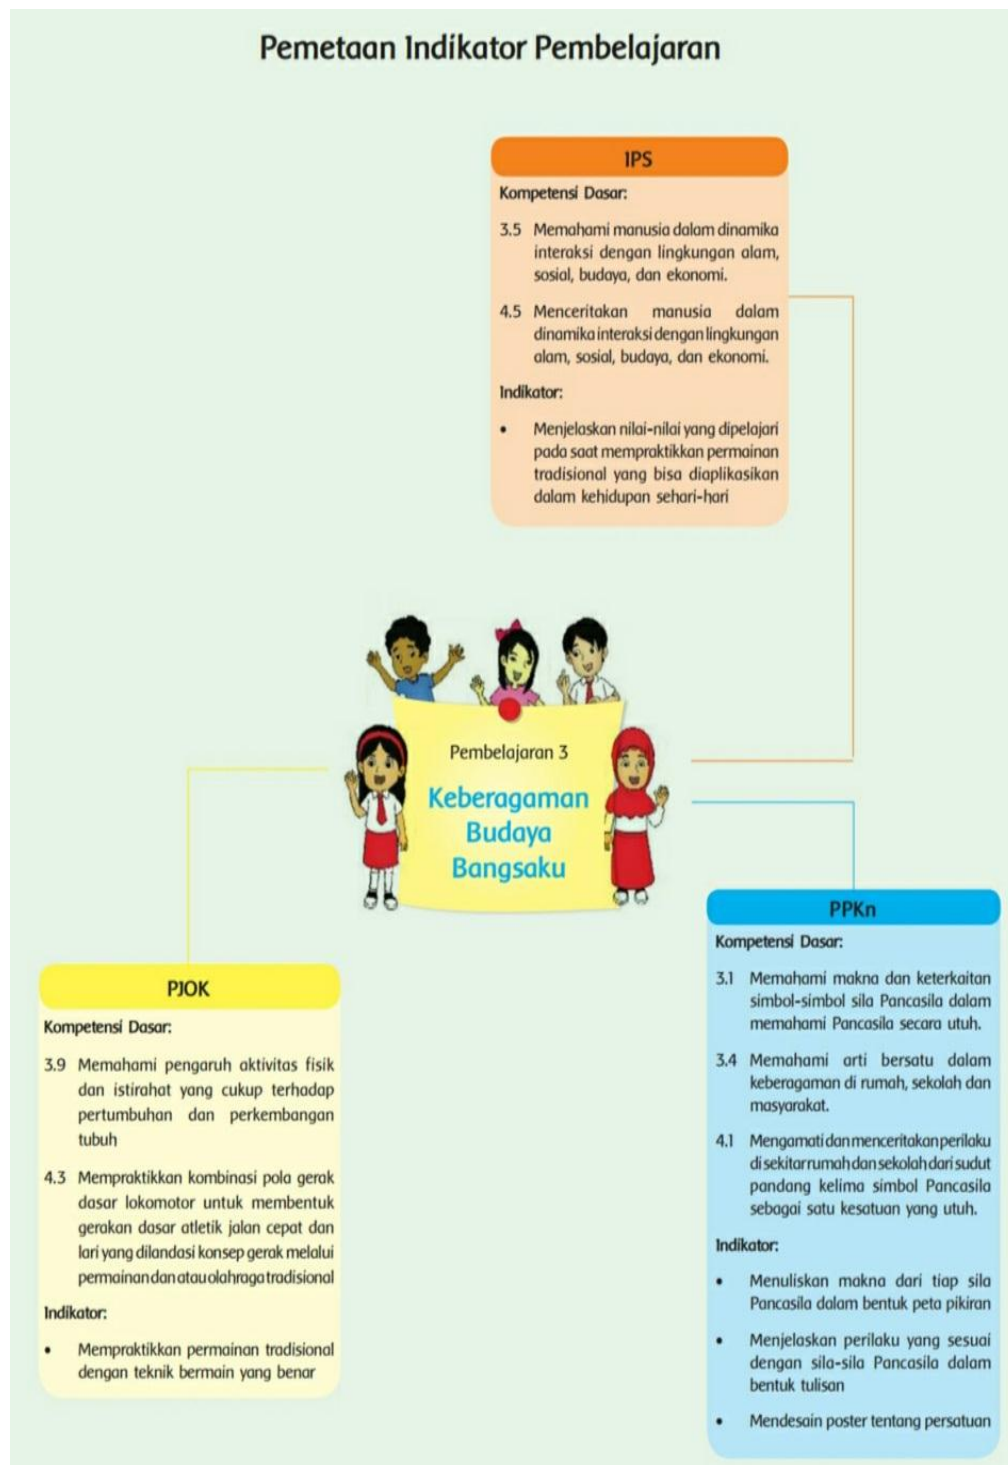 Pemetaan Indikator Pembelajaran
IPS
Kompetensi Dasar:
3.5 Memahami manusia dalam dinamika
interaksi dengan lingkungan alam,
sosial, budaya, dan ekonomi.
4.5 Menceritakan manusia dalam
dinamika interaksi dengan lingkungan
alam, sosial, budaya, dan ekonomi.
Indikator:
• Menjelaskan nilai-nilai yang dipelajari
pada saat mempraktikkan permainan
tradisional yang bisa diaplikasikan
dalam kehidupan sehari-hari
Pembelajaran 3
Keberagaman
Budaya
Bangsaku
PJOK
Kompetensi Dasar:
3.9 Memahami pengaruh aktivitas fisik
dan istirahat yang cukup terhadap
pertumbuhan dan perkembangan
tubuh
4.3 Mempraktikkan kombinasi pola gerak
dasar lokomotor untuk membentuk
gerakan dasar atletik jalan cepat dan
lari yang dilandasi konsep gerak melalui
permainan dan atau olahraga tradisional
Indikator:
• Mempraktikkan permainan tradisional
dengan teknik bermain yang benar
PPKn
Kompetensi Dasar:
3.1 Memahami makna dan keterkaitan
simbol-simbol sila Pancasila dalam
memahami Pancasila secara utuh.
3.4 Memahami arti bersatu dalam
keberagaman di rumah, sekolah dan
masyarakat.
4.1 Mengamati dan menceritakan perilaku
di sekitar rumah dan sekolah dari sudut
pandang kelima simbol Pancasila
sebagai satu kesatuan yang utuh.
Indikator:
• Menuliskan makna dari tiap sila
Pancasila dalam bentuk peta pikiran
• Menjelaskan perilaku yang sesuai
dengan sila-sila Pancasila dalam
bentuk tulisan
• Mendesain poster tentang persatuan